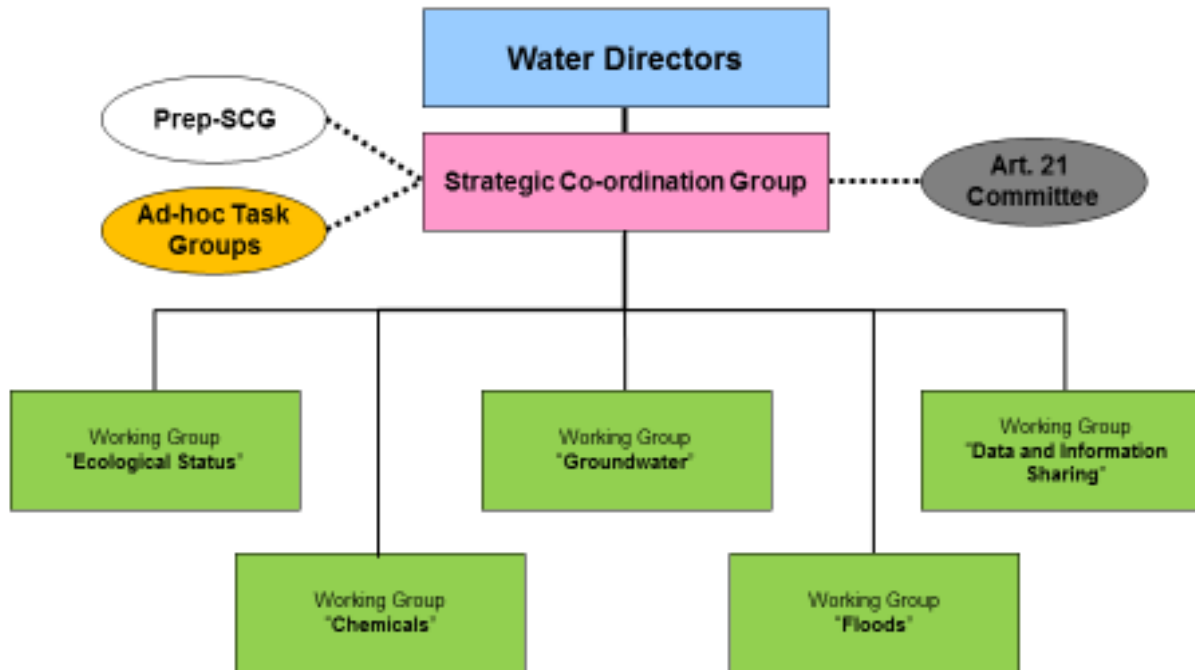 Water Directors
Prep-SCG
Strategic Co-ordination Group
Art. 21
Committee
Ad-hoc Task
Groups
Working Group
"Ecological Status"
Working Group
"Groundwater"
Working Group
"Data and Information
Sharing"
Working Group
"Chemicals"
Working Group
"Floods"